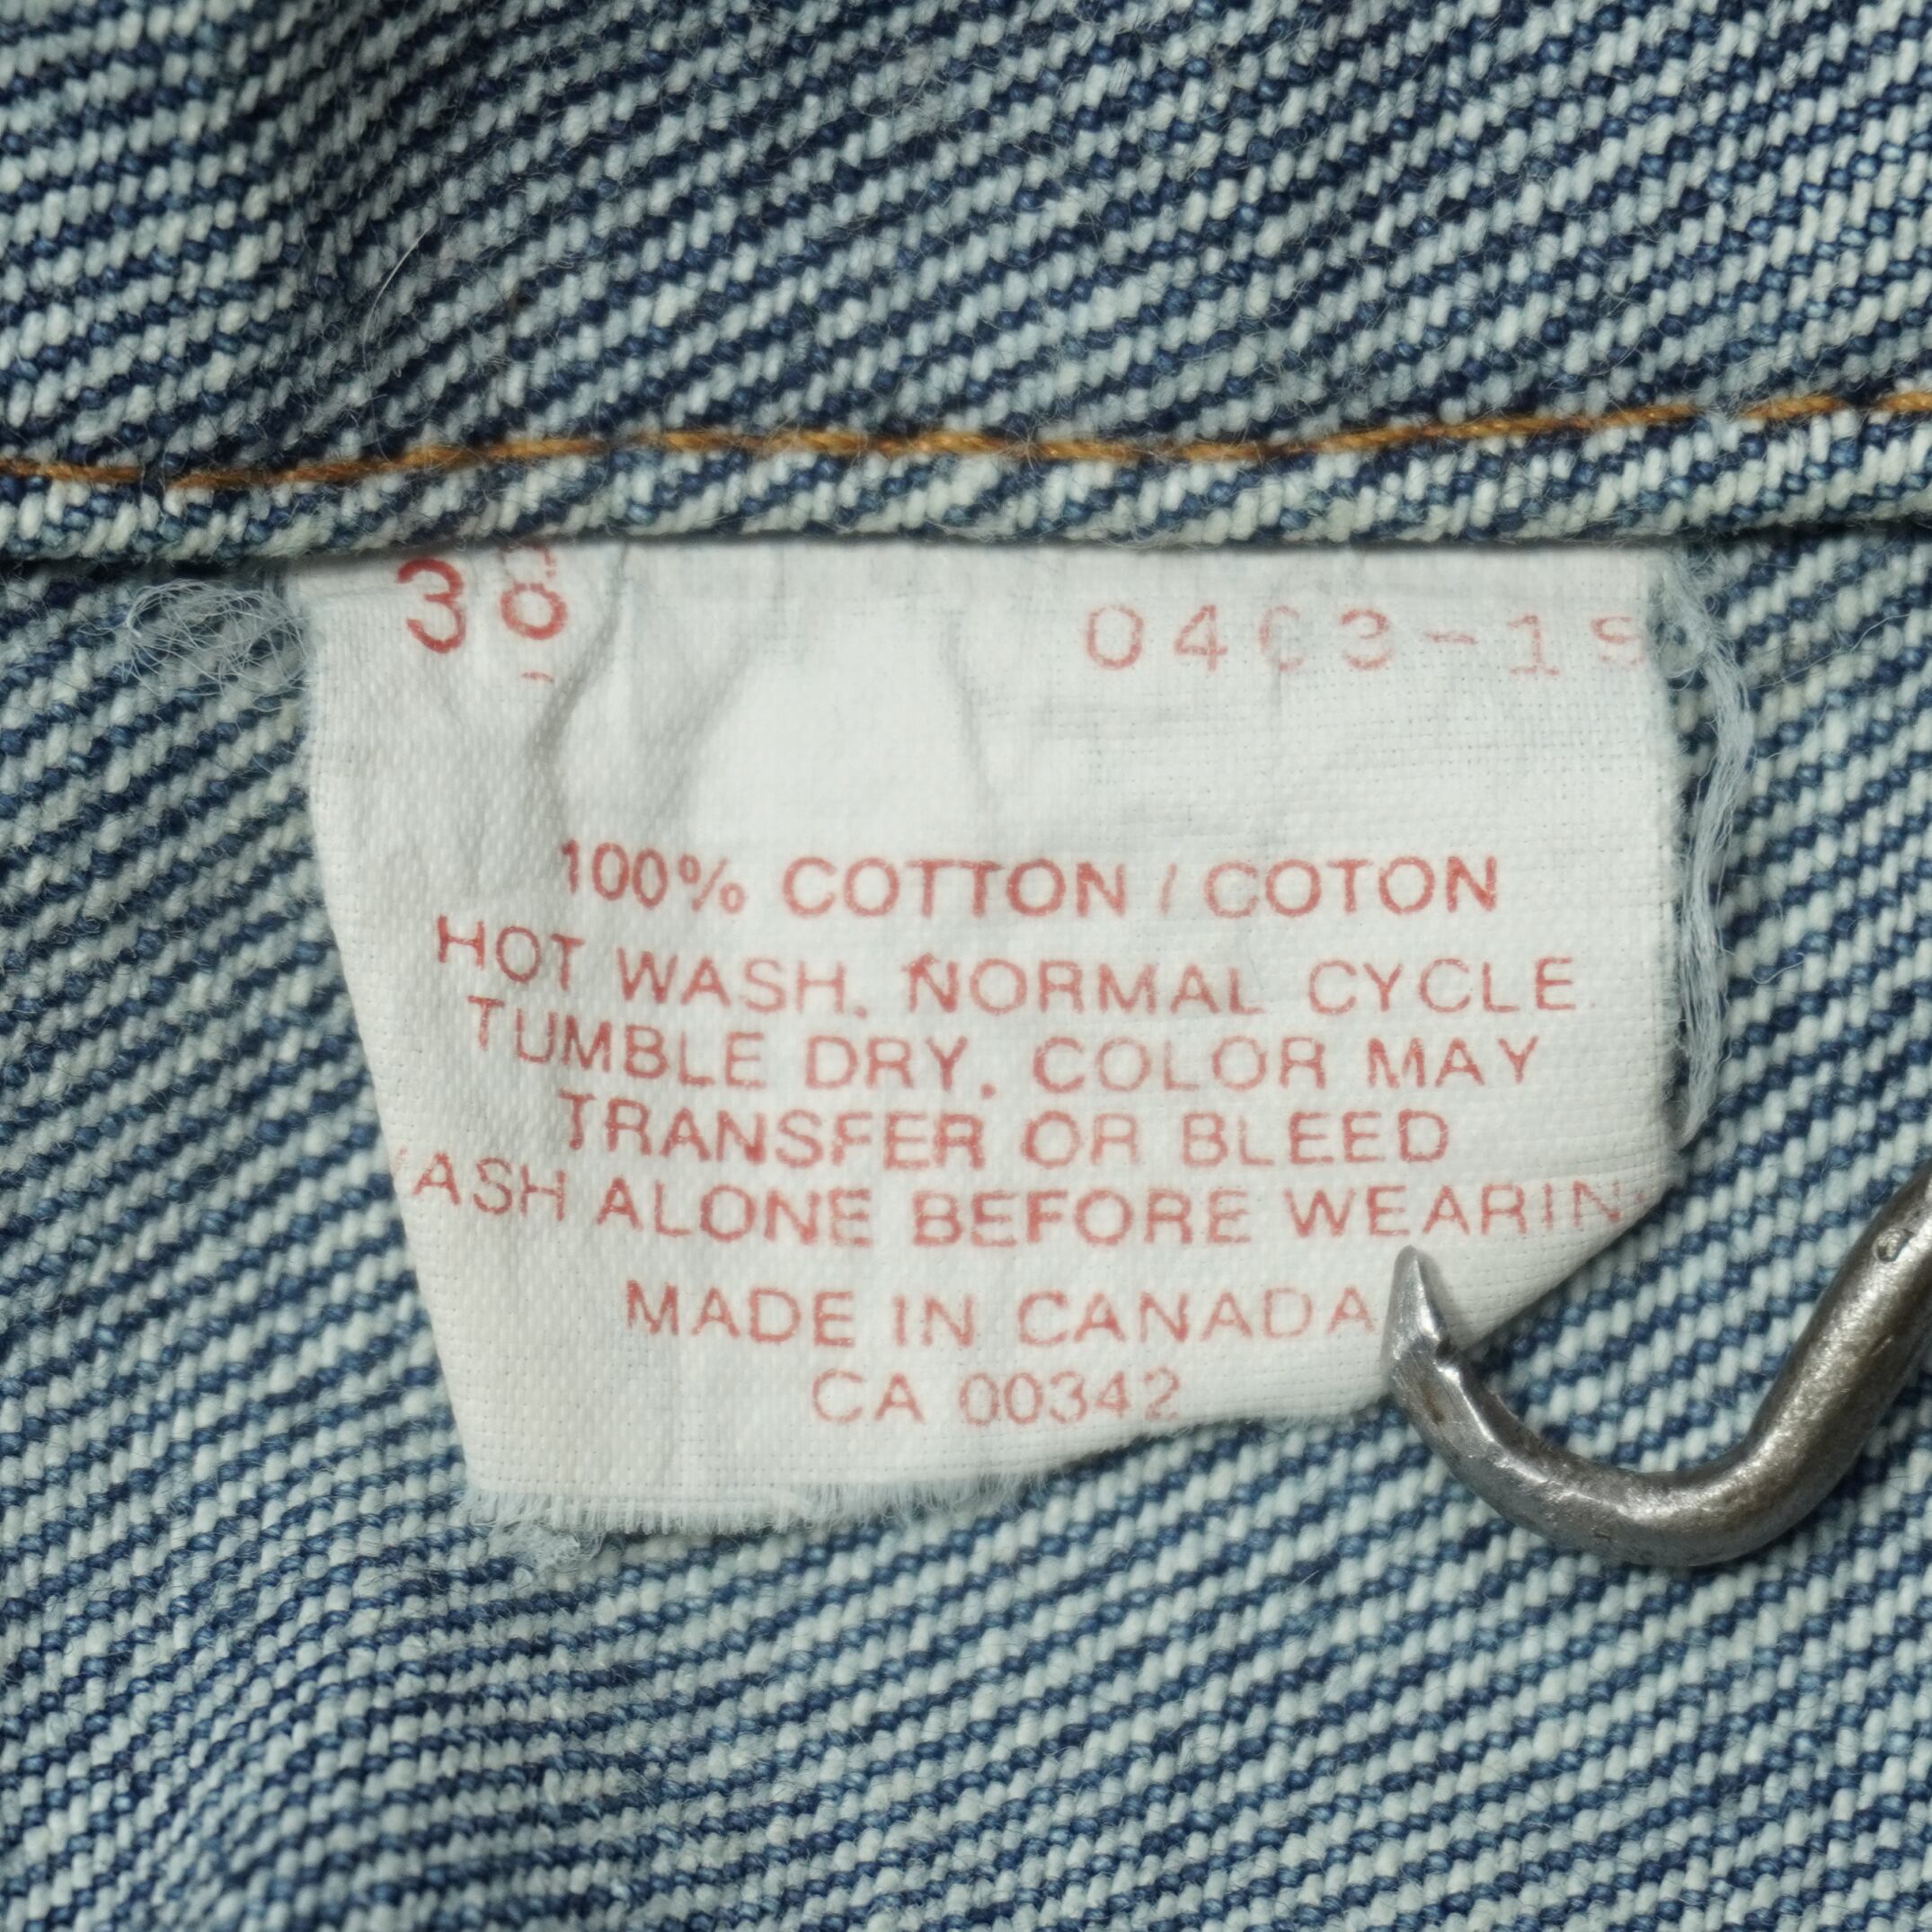 38 0403-19
100% COTTON / COTON
HOT WASH. NORMAL CYCLE.
TUMBLE DRY. COLOR MAY
TRANSFER OR BLEED
ASH ALONE BEFORE WEARIN
MADE IN CANADA
CA 00342